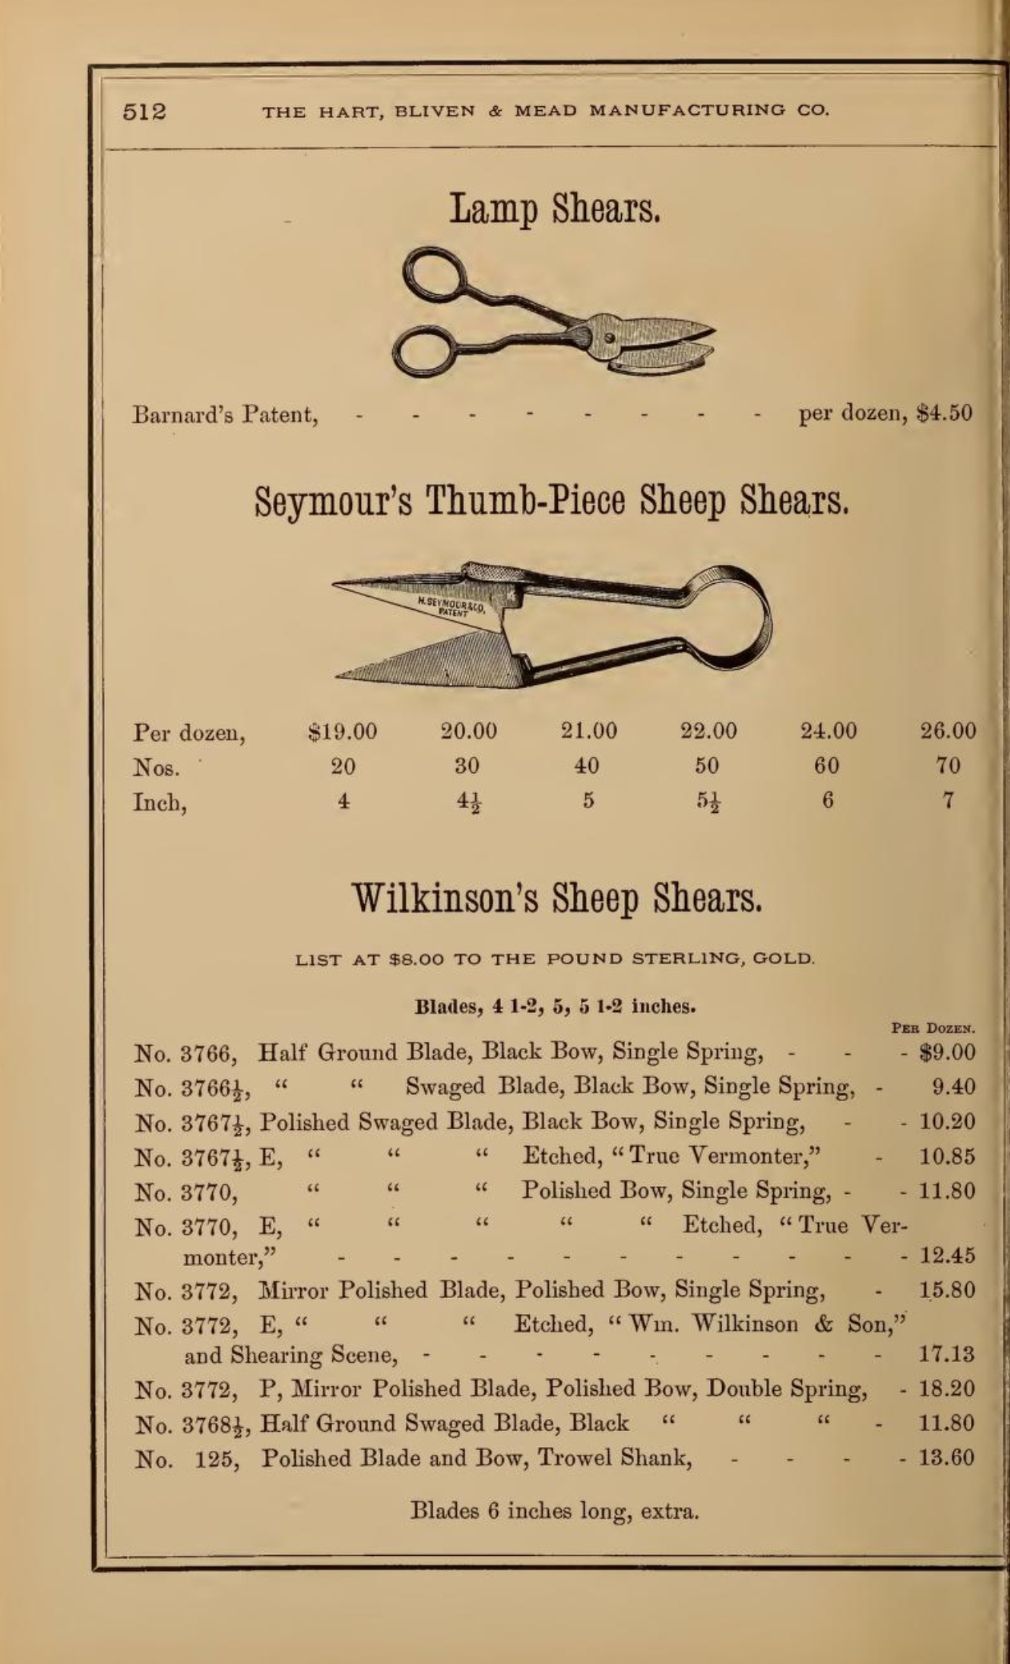 512 THE HART, BLIVEN & MEAD MANUFACTURING CO.
Lamp Shears.
Barnard's Patent, - - - - - - - - per dozen, $4.50
Seymour's Thumb-Piece Sheep Shears.
H. SEYMOUR & CO,
PATENT
Per dozen, $19.00 20.00 21.00 22.00 24.00 26.00
Nos. 20 30 40 50 60 70
Inch, 4 4½ 5 5½ 6 7
Wilkinson's Sheep Shears.
LIST AT $8.00 TO THE POUND STERLING, GOLD.
Blades, 4 1-2, 5, 5 1-2 inches.
PER DOZEN.
No. 3766, Half Ground Blade, Black Bow, Single Spring, - - - $9.00
No. 3766½, “ “ Swaged Blade, Black Bow, Single Spring, - 9.40
No. 3767½, Polished Swaged Blade, Black Bow, Single Spring, - - 10.20
No. 3767½, E, “ “ “ Etched, “True Vermonter,” - 10.85
No. 3770, “ “ “ Polished Bow, Single Spring, - - 11.80
No. 3770, E, “ “ “ “ “ Etched, “True Ver-
monter,” - - - - - - - - - - - 12.45
No. 3772, Mirror Polished Blade, Polished Bow, Single Spring, - 15.80
No. 3772, E, “ “ “ Etched, “Wm. Wilkinson & Son,”
and Shearing Scene, - - - - - - - - - 17.13
No. 3772, P, Mirror Polished Blade, Polished Bow, Double Spring, - 18.20
No. 3768½, Half Ground Swaged Blade, Black “ “ “ - 11.80
No. 125, Polished Blade and Bow, Trowel Shank, - - - - 13.60
Blades 6 inches long, extra.